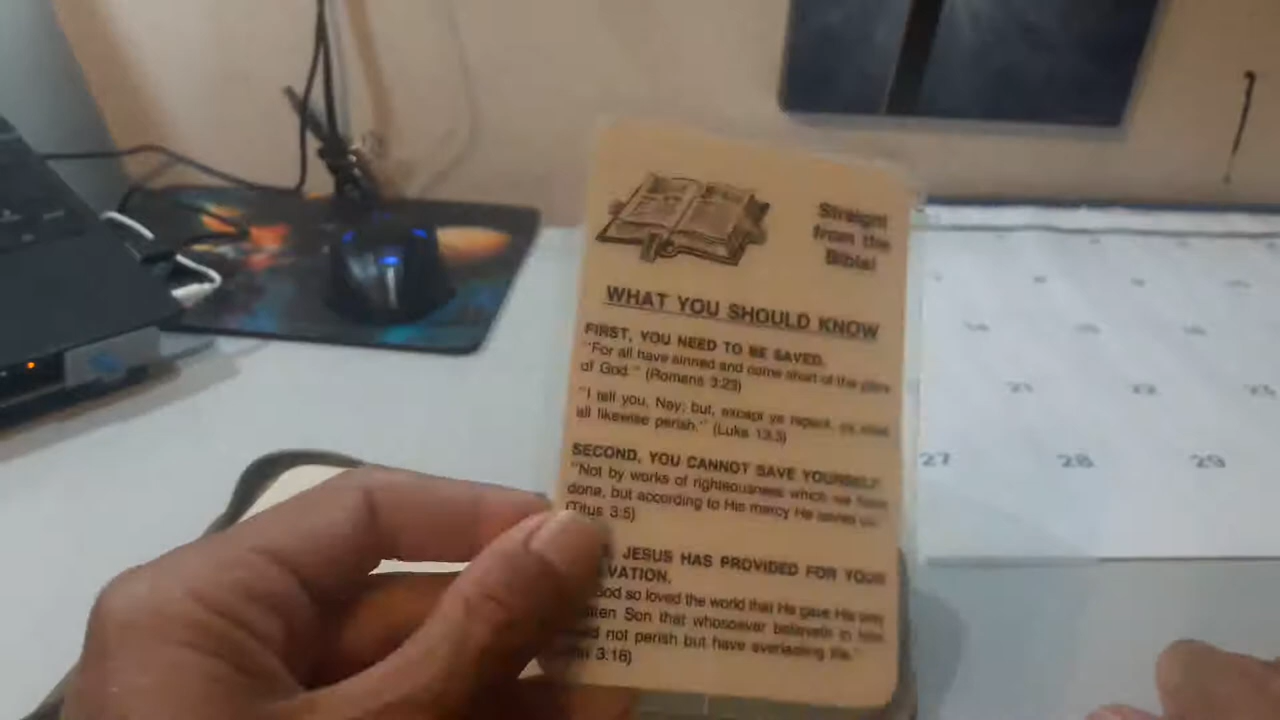 Straight
from the
Bible!
WHAT YOU SHOULD KNOW
FIRST, YOU NEED TO BE SAVED.
"For all have sinned and come short of the glory
of God." (Romans 3:23)
"I tell you, Nay; but, except ye repent, ye shall
all likewise perish." (Luke 13:3)
SECOND, YOU CANNOT SAVE YOURSELF.
"Not by works of righteousness which we have
done, but according to His mercy He saved us."
(Titus 3:5)
JESUS HAS PROVIDED FOR YOUR
VATION.
God so loved the world that He gave His only
tten Son that whosoever believeth in Him
not perish but have everlasting life."
3:16)
27 28 29